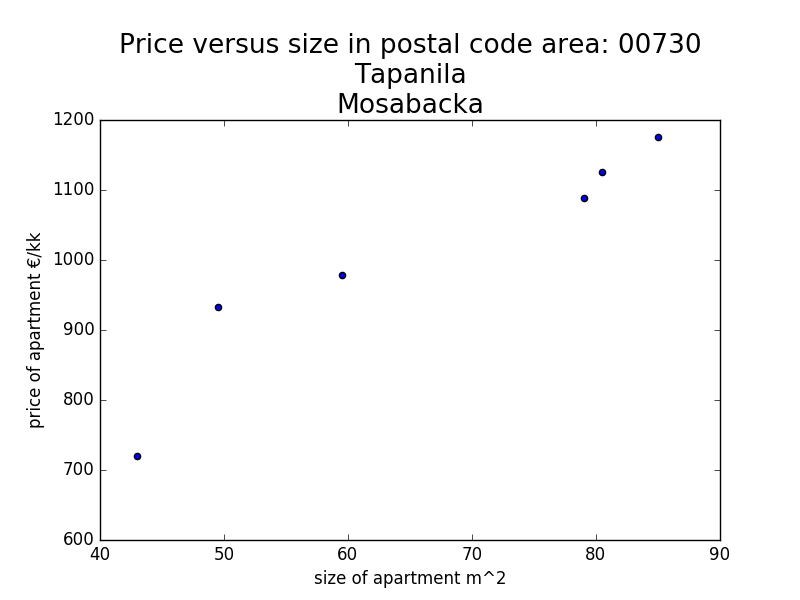 Price versus size in postal code area: 00730
Tapanila
Mosabacka
1200
1100
1000
900
800
700
600
price of apartment €/kk
40 50 60 70 80 90
size of apartment m^2